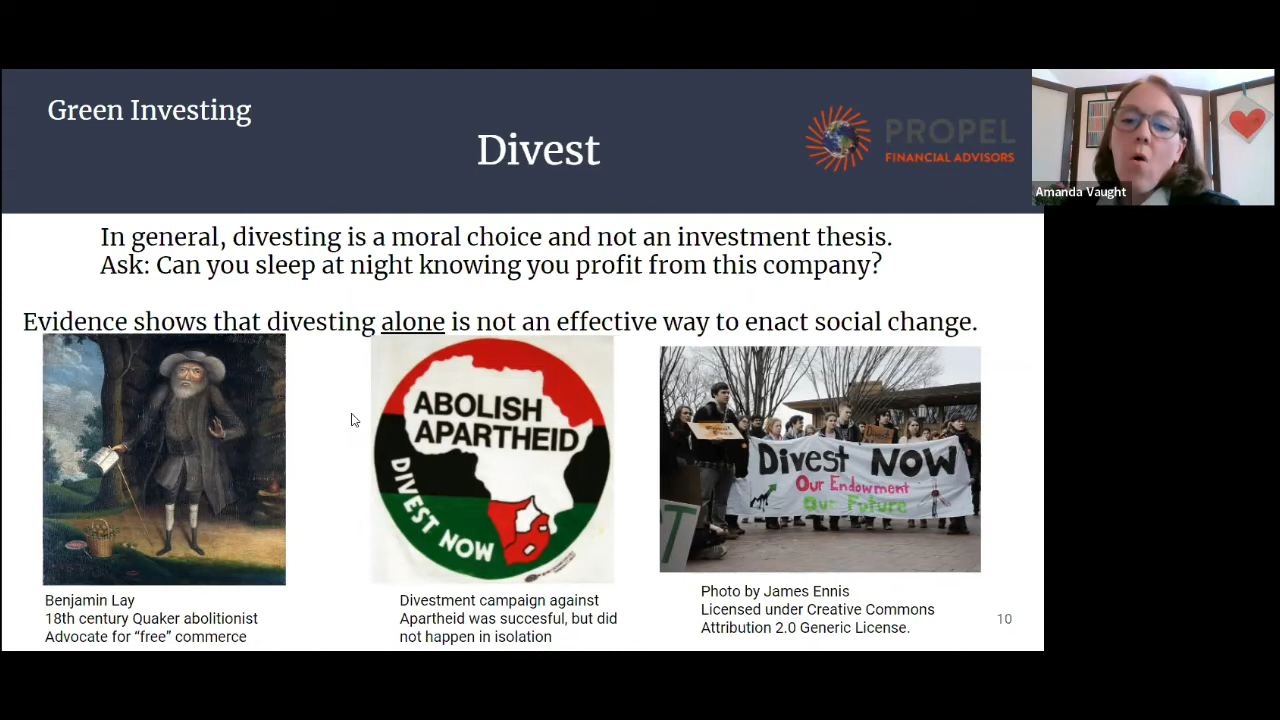 Green Investing
Divest
PROPEL
FINANCIAL ADVISORS
Amanda Vaught
In general, divesting is a moral choice and not an investment thesis.
Ask: Can you sleep at night knowing you profit from this company?
Evidence shows that divesting alone is not an effective way to enact social change.
ABOLISH
APARTHEID
DIVEST NOW
Divest NOW
Our Endowment
Our Future
T
Benjamin Lay
18th century Quaker abolitionist
Advocate for “free” commerce
Divestment campaign against
Apartheid was succesful, but did
not happen in isolation
Photo by James Ennis
Licensed under Creative Commons
Attribution 2.0 Generic License.
10